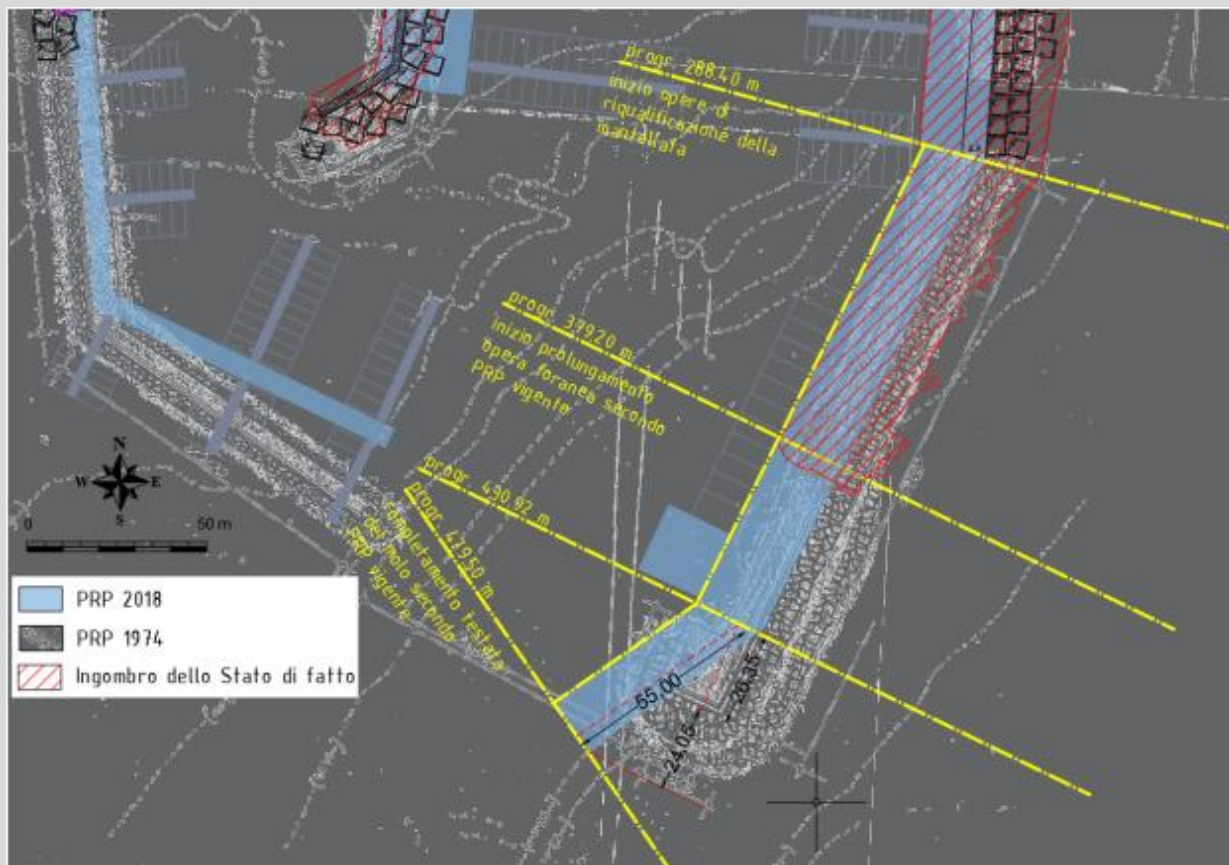 progr. 288.40 m
inizio opere di
riqualificazione della
mantellata
progr. 379.20 m
inizio prolungamento
opera foranea secondo
PRP vigente
progr. 430.92 m
progr. 479.50 m
completamento testata
del molo secondo
PRP vigente
N
W E
S
0 50 m
PRP 2018
PRP 1974
Ingombro dello Stato di fatto
55.00
20.35
24.05